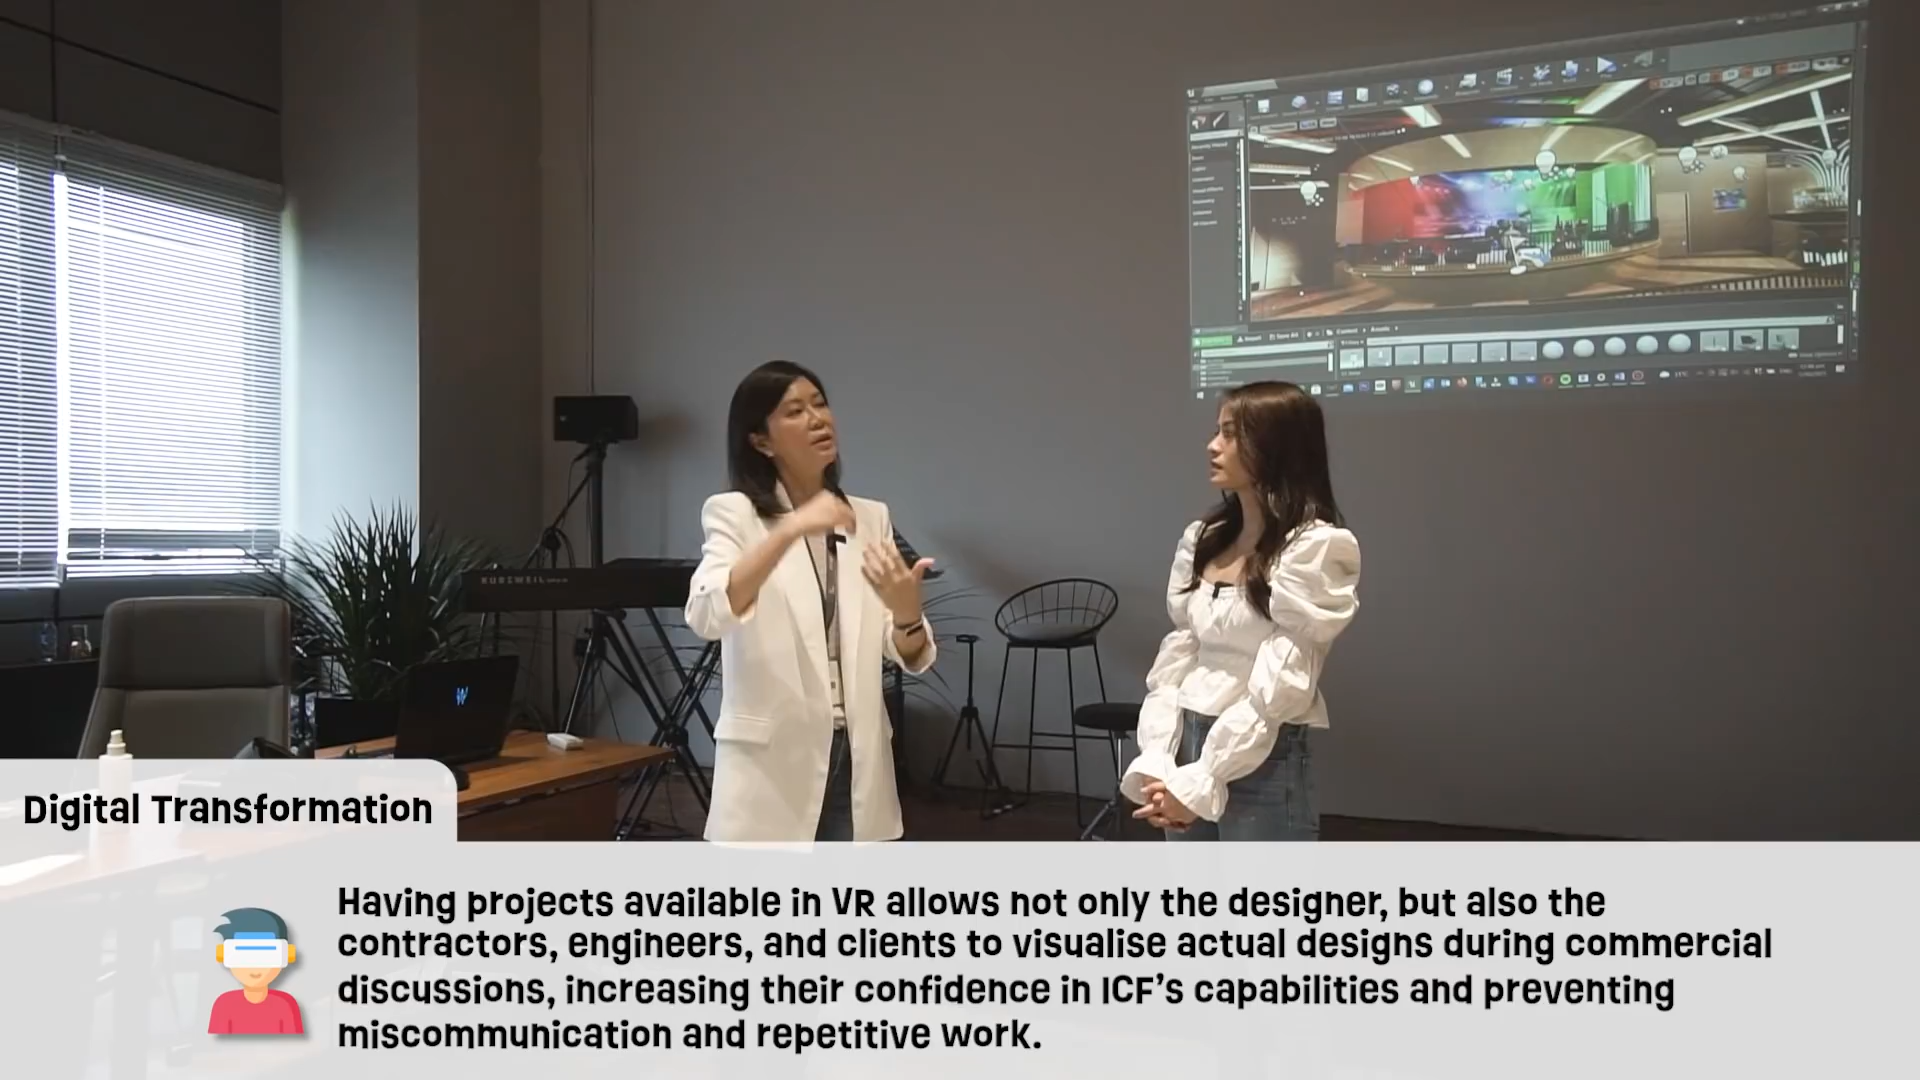 KURZWEIL
Digital Transformation
Having projects available in VR allows not only the designer, but also the
contractors, engineers, and clients to visualise actual designs during commercial
discussions, increasing their confidence in ICF’s capabilities and preventing
miscommunication and repetitive work.